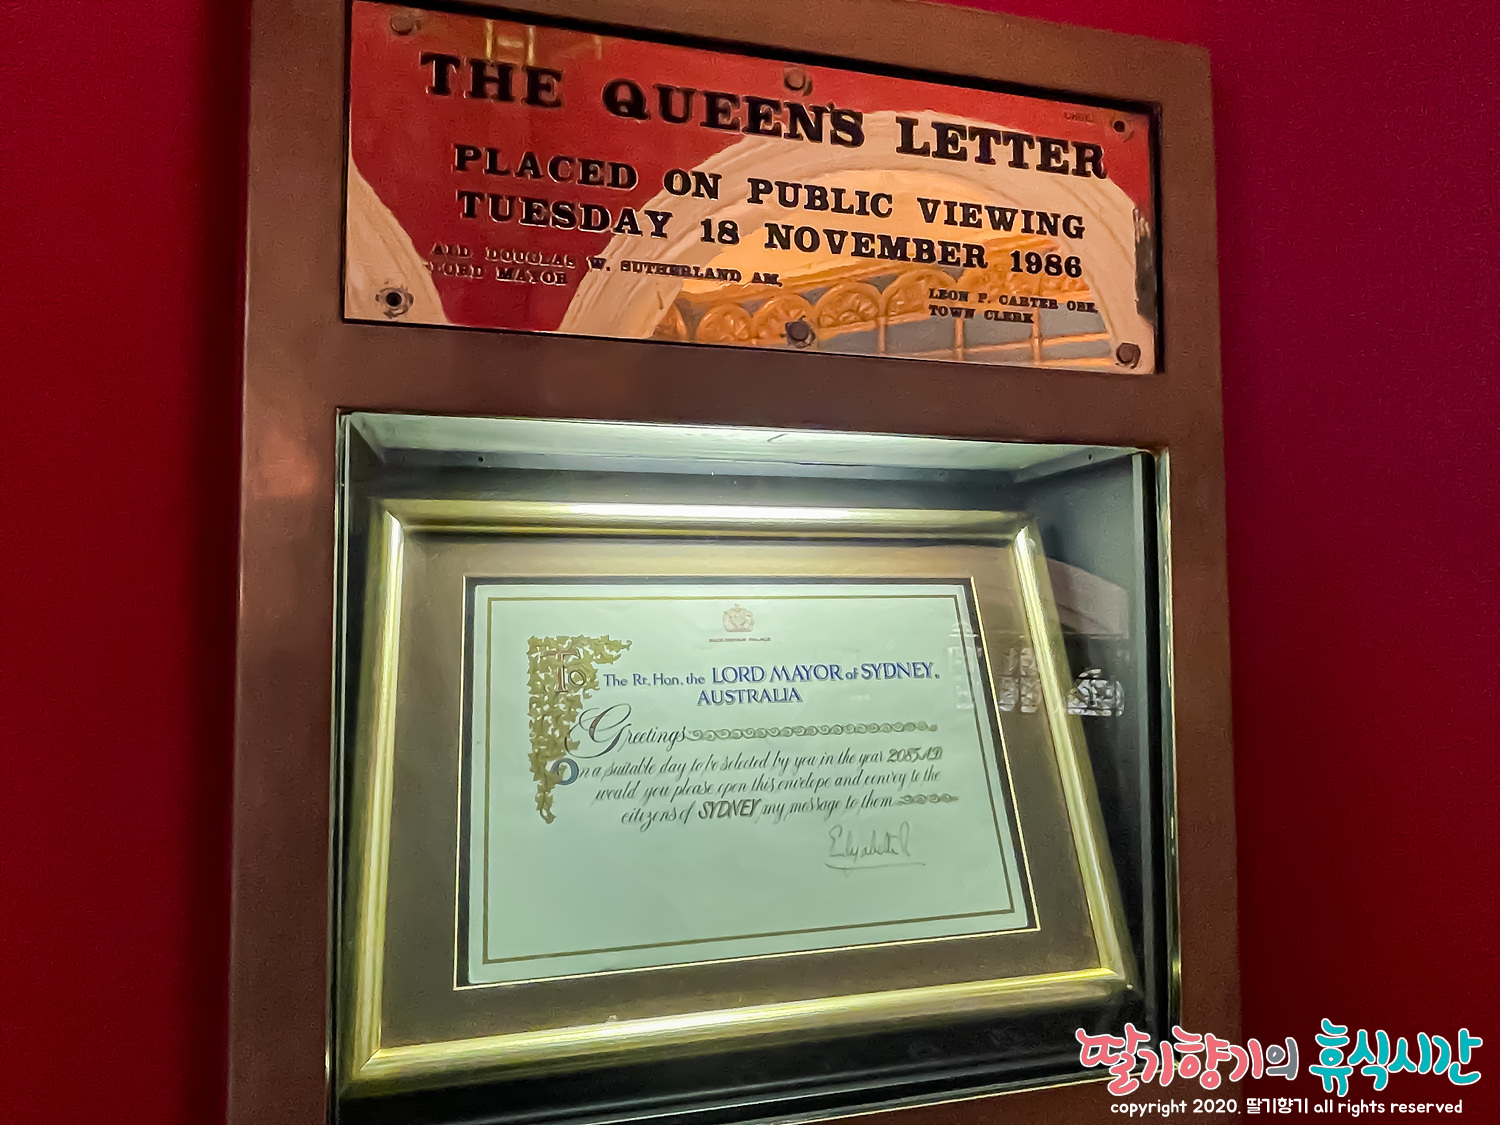 THE QUEEN'S LETTER
PLACED ON PUBLIC VIEWING
TUESDAY 18 NOVEMBER 1986
ALD. DOUGLAS W. SUTHERLAND AM,
LORD MAYOR
LEON P. CARTER OBE,
TOWN CLERK
BUCKINGHAM PALACE
To The Rt. Hon. the LORD MAYOR of SYDNEY.
AUSTRALIA
Greetings
On a suitable day to be selected by you in the year 2085 A.D
would you please open this envelope and convey to the
citizens of SYDNEY my message to them
Elizabeth R
딸기향기의 휴식시간
copyright 2020. 딸기향기 all rights reserved